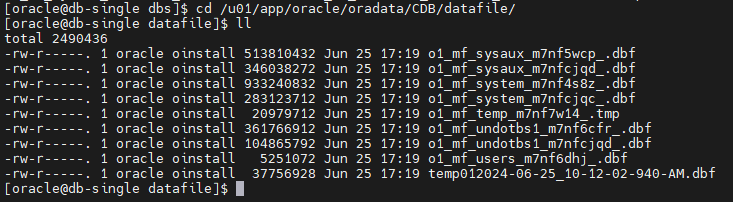 [oracle@db-single dbs]$ cd /u01/app/oracle/oradata/CDB/datafile/
[oracle@db-single datafile]$ ll
total 2490436
-rw-r-----. 1 oracle oinstall 513810432 Jun 25 17:19 o1_mf_sysaux_m7nf5wcp_.dbf
-rw-r-----. 1 oracle oinstall 346038272 Jun 25 17:19 o1_mf_sysaux_m7nfcjqd_.dbf
-rw-r-----. 1 oracle oinstall 933240832 Jun 25 17:19 o1_mf_system_m7nf4s8z_.dbf
-rw-r-----. 1 oracle oinstall 283123712 Jun 25 17:19 o1_mf_system_m7nfcjqc_.dbf
-rw-r-----. 1 oracle oinstall  20979712 Jun 25 17:19 o1_mf_temp_m7nf7w14_.tmp
-rw-r-----. 1 oracle oinstall 361766912 Jun 25 17:19 o1_mf_undotbs1_m7nf6cfr_.dbf
-rw-r-----. 1 oracle oinstall 104865792 Jun 25 17:19 o1_mf_undotbs1_m7nfcjqd_.dbf
-rw-r-----. 1 oracle oinstall   5251072 Jun 25 17:19 o1_mf_users_m7nf6dhj_.dbf
-rw-r-----. 1 oracle oinstall  37756928 Jun 25 17:19 temp012024-06-25_10-12-02-940-AM.dbf
[oracle@db-single datafile]$